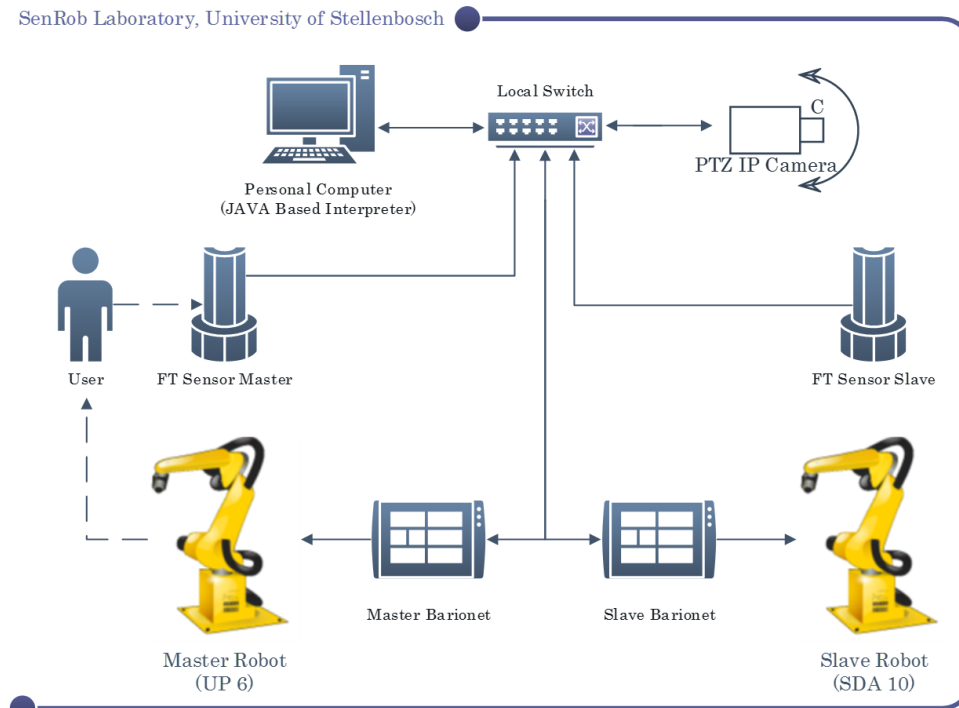 SenRob Laboratory, University of Stellenbosch
Local Switch
C
PTZ IP Camera
Personal Computer
(JAVA Based Interpreter)
User
FT Sensor Master
FT Sensor Slave
Master Barionet
Slave Barionet
Master Robot
(UP 6)
Slave Robot
(SDA 10)